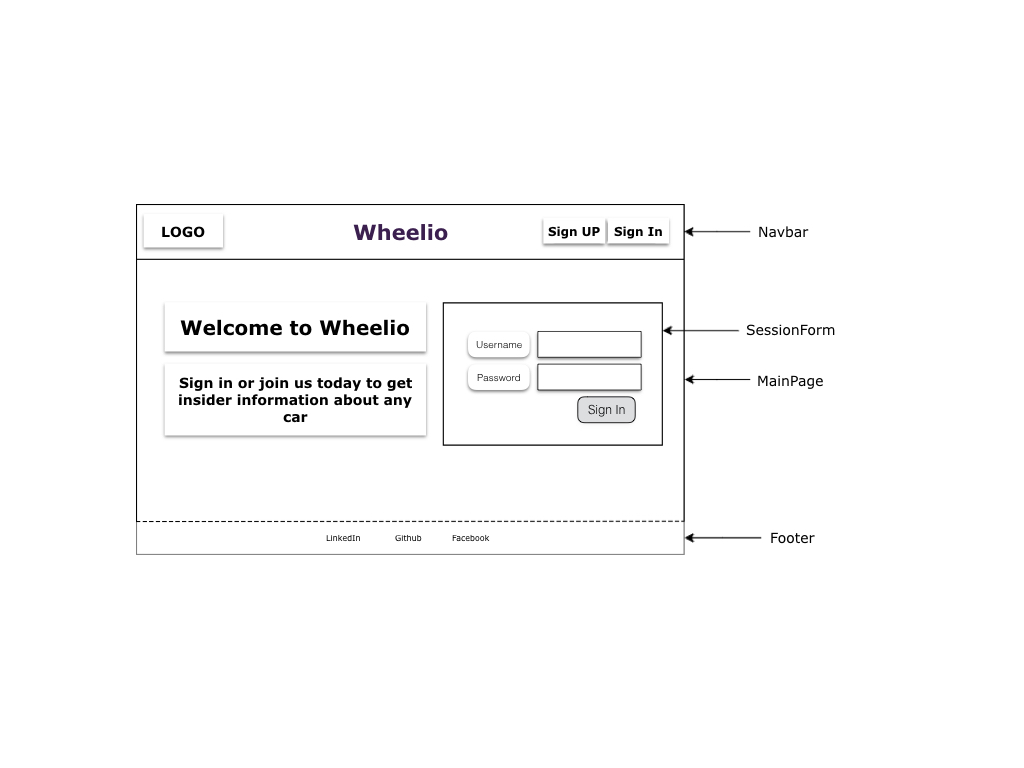 LOGO
Wheelio
Sign UP
Sign In
Navbar
Welcome to Wheelio
Sign in or join us today to get
insider information about any
car
Username
Password
Sign In
SessionForm
MainPage
LinkedIn
Github
Facebook
Footer